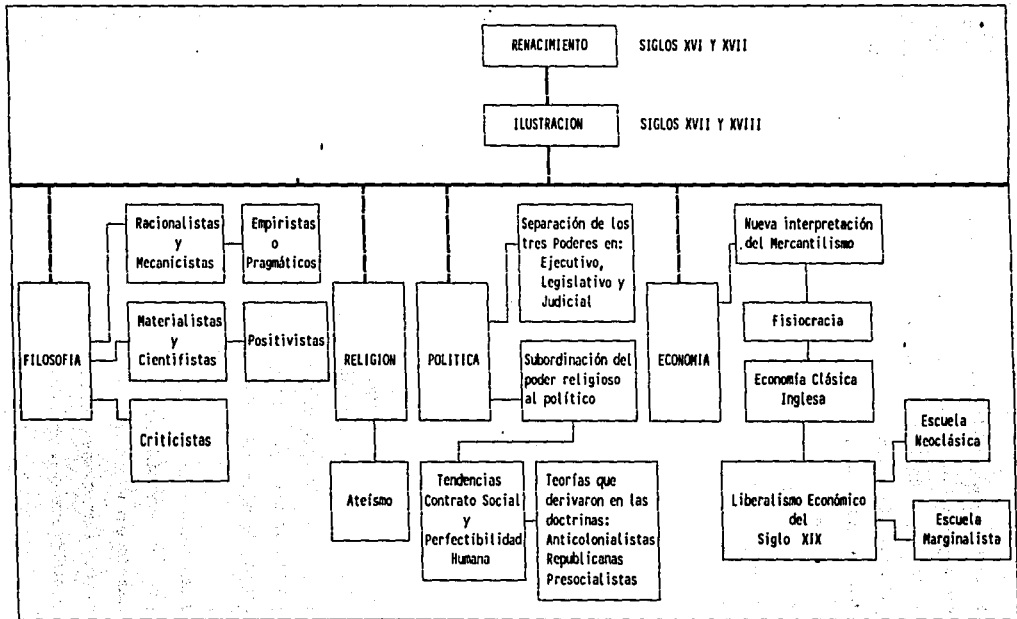 RENACIMIENTO
SIGLOS XVI Y XVII
ILUSTRACION
SIGLOS XVII Y XVIII
FILOSOFIA
Racionalistas
y
Mecanicistas
Empiristas
o
Pragmáticos
Materialistas
y
Cientifistas
Positivistas
Criticistas
RELIGION
Ateísmo
POLITICA
Separación de los
tres Poderes en:
Ejecutivo,
Legislativo y
Judicial
Subordinación del
poder religioso
al político
Tendencias
Contrato Social
y
Perfectibilidad
Humana
Teorías que
derivaron en las
doctrinas:
Anticolonialistas
Republicanas
Presocialistas
ECONOMIA
Nueva interpretación
del Mercantilismo
Fisiocracia
Economía Clásica
Inglesa
Liberalismo Económico
del
Siglo XIX
Escuela
Neoclásica
Escuela
Marginalista